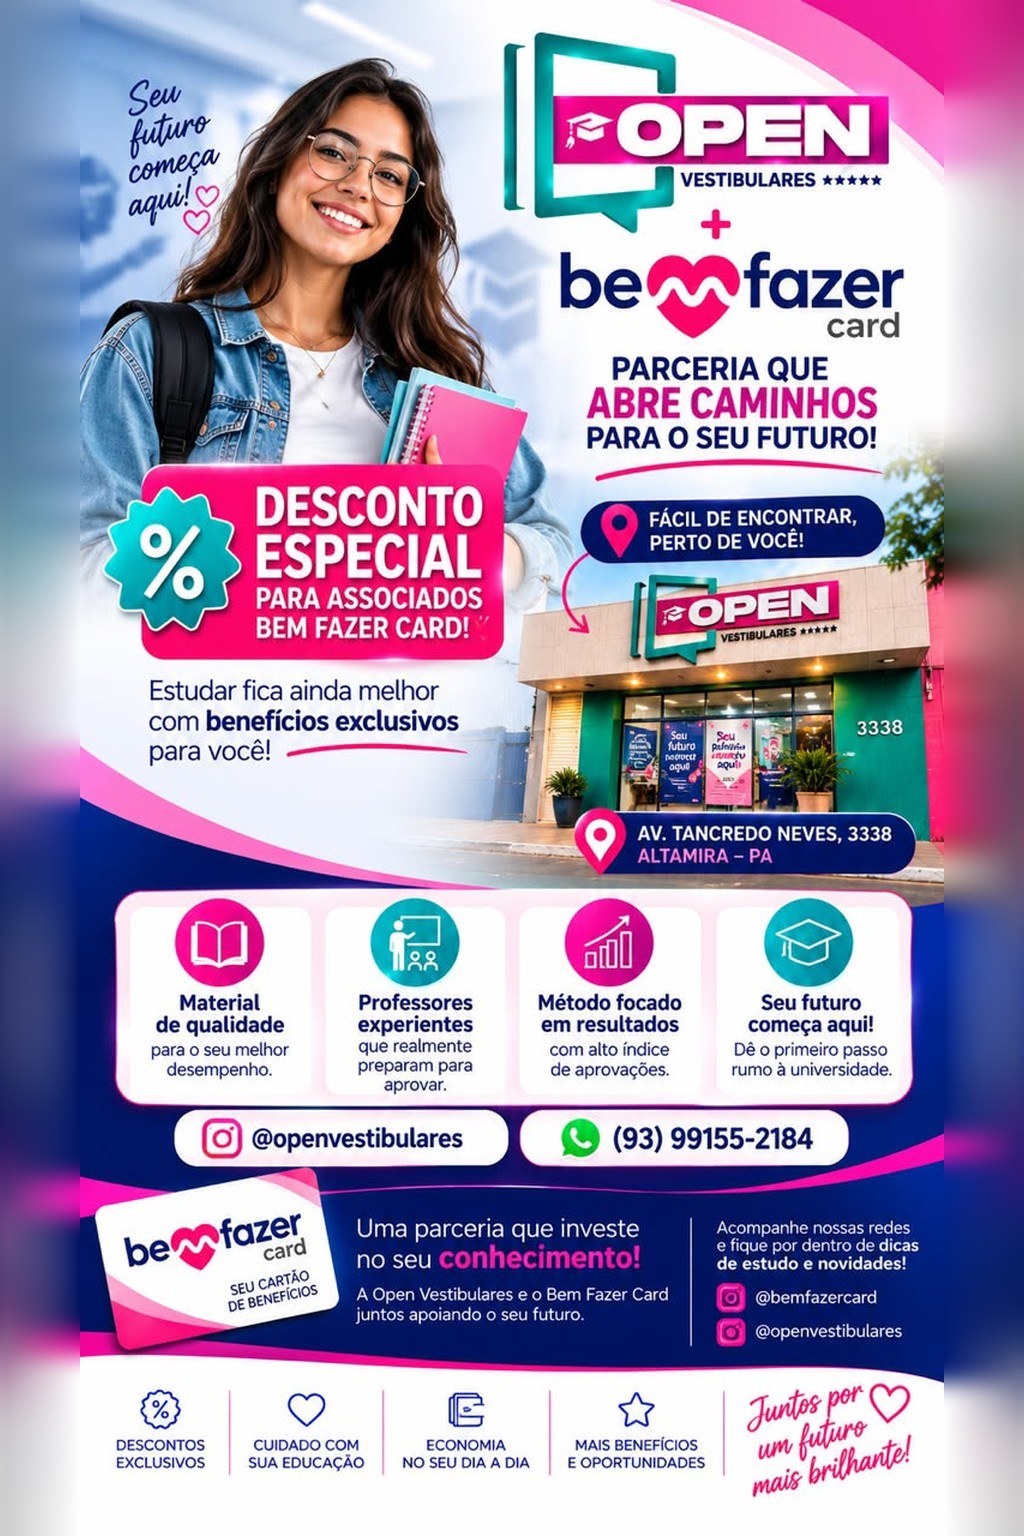 Seu
futuro
começa
aqui!
OPEN
VESTIBULARES
+
be fazer
card
PARCERIA QUE
ABRE CAMINHOS
PARA O SEU FUTURO!
DESCONTO
ESPECIAL
PARA ASSOCIADOS
BEM FAZER CARD!
%
Estudar fica ainda melhor
com benefícios exclusivos
para você!
FÁCIL DE ENCONTRAR,
PERTO DE VOCÊ!
OPEN
VESTIBULARES
3338
Seu
futuro
aqui
Seu
aqui
AV. TANCREDO NEVES, 3338
ALTAMIRA – PA
Material
de qualidade
para o seu melhor
desempenho.
Professores
experientes
que realmente
preparam para
aprovar.
Método focado
em resultados
com alto índice
de aprovações.
Seu futuro
começa aqui!
Dê o primeiro passo
rumo à universidade.
@openvestibulares
(93) 99155-2184
be fazer
card
SEU CARTÃO
DE BENEFÍCIOS
Uma parceria que investe
no seu conhecimento!
A Open Vestibulares e o Bem Fazer Card
juntos apoiando o seu futuro.
Acompanhe nossas redes
e fique por dentro de dicas
de estudo e novidades!
@bemfazercard
@openvestibulares
DESCONTOS
EXCLUSIVOS
CUIDADO COM
SUA EDUCAÇÃO
ECONOMIA
NO SEU DIA A DIA
MAIS BENEFÍCIOS
E OPORTUNIDADES
Juntos por
um futuro
mais brilhante!